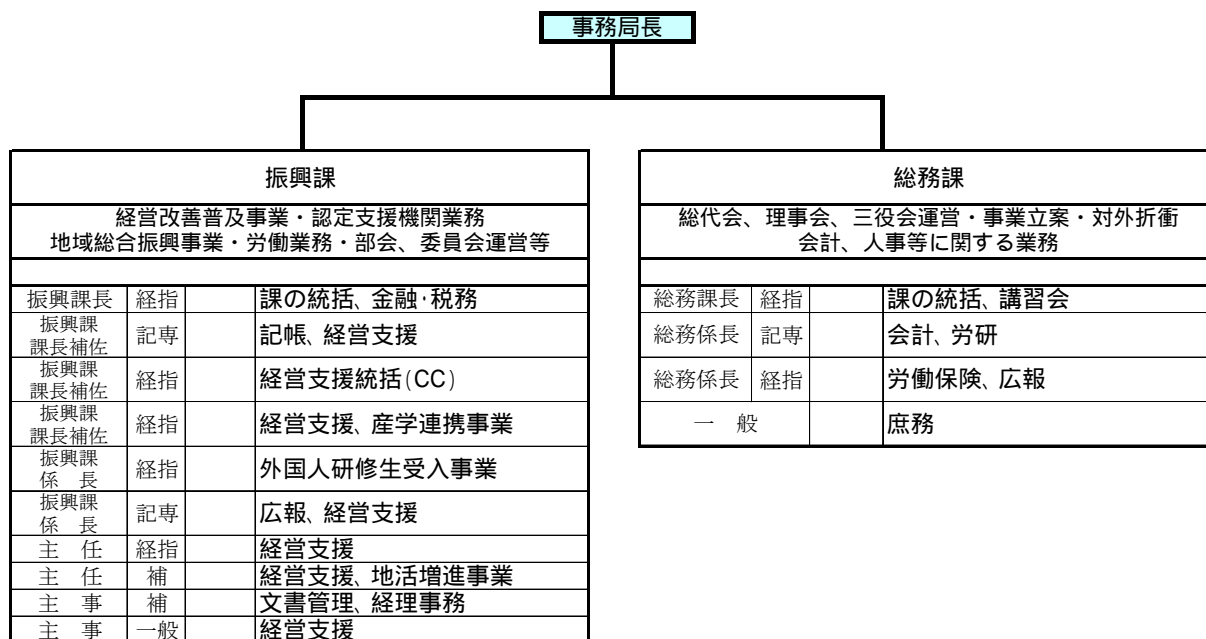 事務局長
振興課
経営改善普及事業・認定支援機関業務
地域総合振興事業・労働業務・部会、委員会運営等
振興課長 経指 課の統括、金融・税務
振興課
課長補佐 記専 記帳、経営支援
振興課
課長補佐 経指 経営支援統括(CC)
振興課
課長補佐 経指 経営支援、産学連携事業
振興課
係 長 経指 外国人研修生受入事業
振興課
係 長 記専 広報、経営支援
主 任 経指 経営支援
主 任 補 経営支援、地活増進事業
主 事 補 文書管理、経理事務
主 事 一般 経営支援
総務課
総代会、理事会、三役会運営・事業立案・対外折衝
会計、人事等に関する業務
総務課長 経指 課の統括、講習会
総務係長 記専 会計、労研
総務係長 経指 労働保険、広報
一 般 庶務